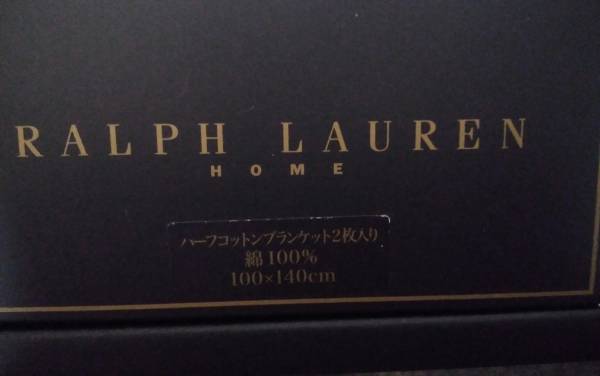 RALPH LAUREN
HOME
ハーフコットンブランケット2枚入り
綿100%
100×140cm